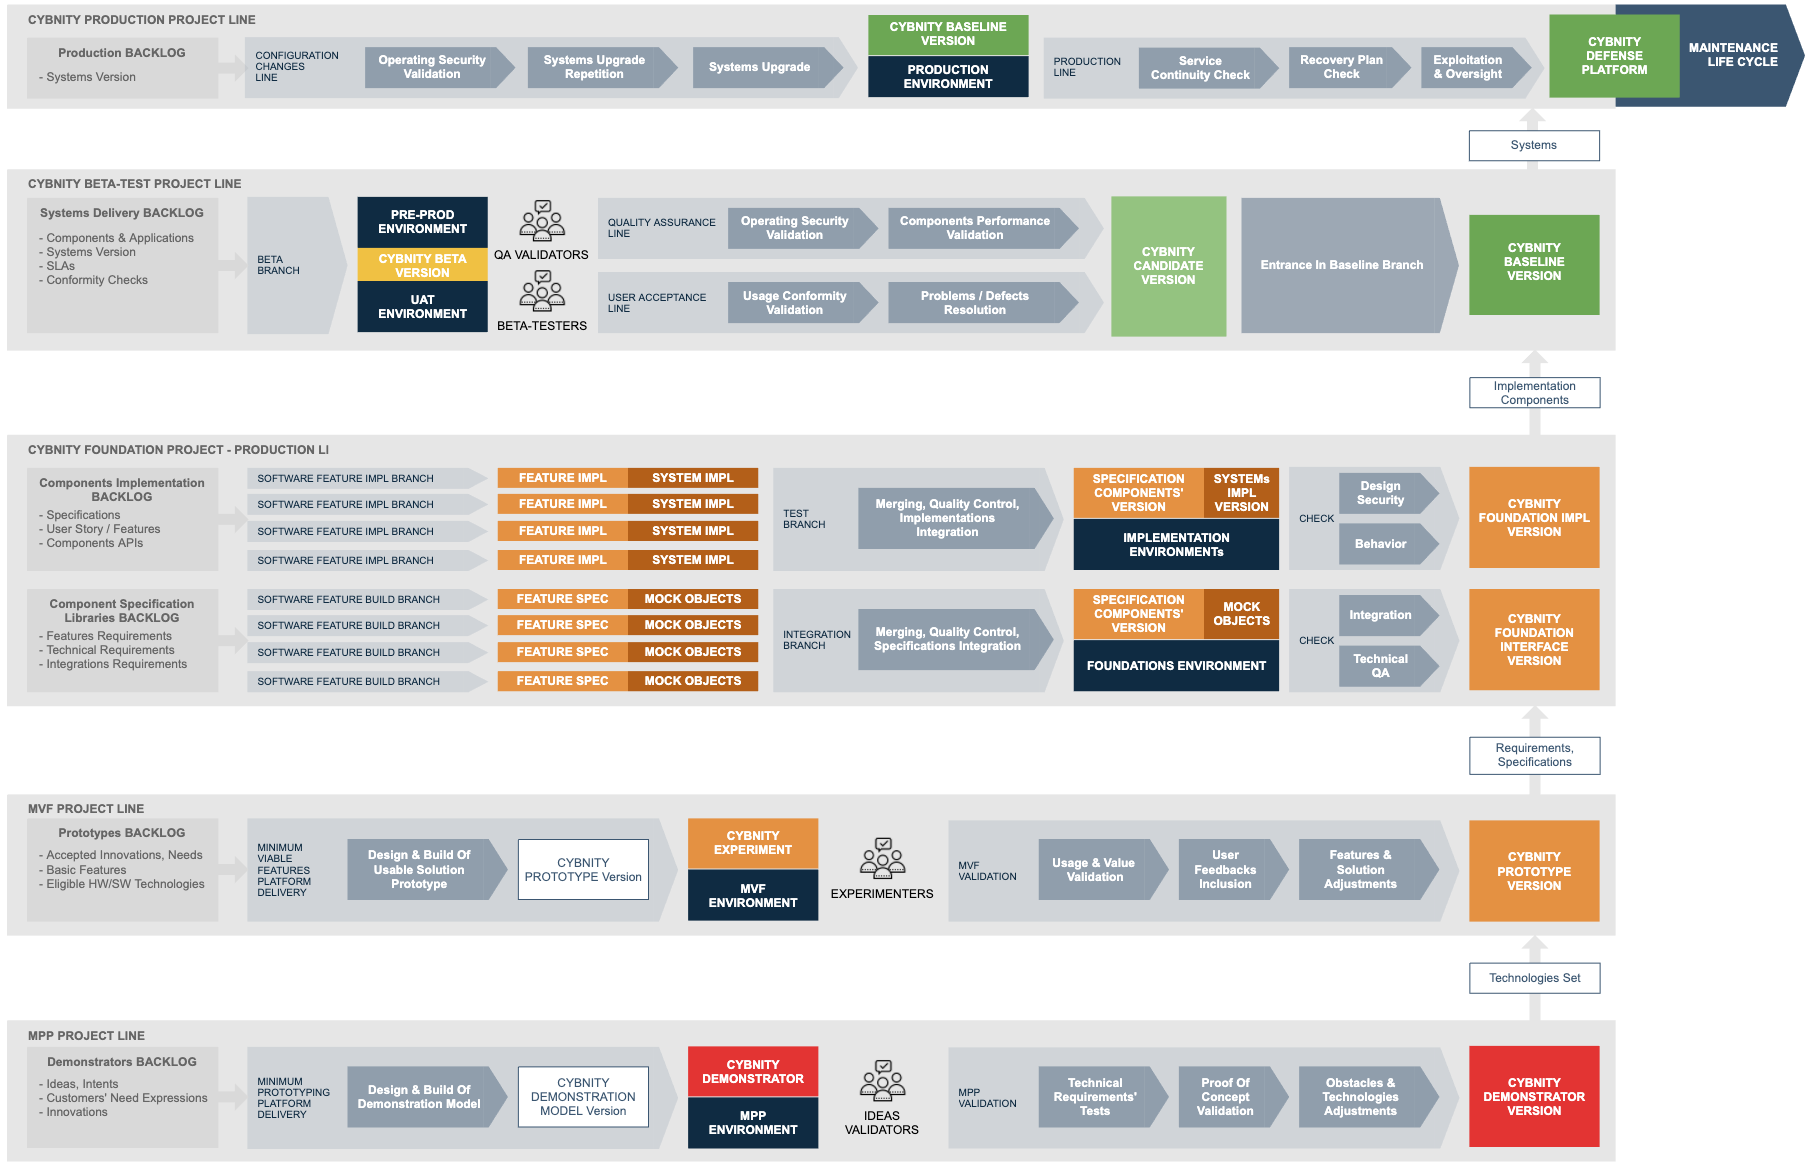 CYBNITY PRODUCTION PROJECT LINE
Production BACKLOG
- Systems Version
CONFIGURATION
CHANGES
LINE
Operating Security
Validation
Systems Upgrade
Repetition
Systems Upgrade
CYBNITY BASELINE
VERSION
PRODUCTION
ENVIRONMENT
PRODUCTION
LINE
Service
Continuity Check
Recovery Plan
Check
Exploitation
& Oversight
CYBNITY
DEFENSE
PLATFORM
MAINTENANCE
LIFE CYCLE
Systems
CYBNITY BETA-TEST PROJECT LINE
Systems Delivery BACKLOG
- Components & Applications
- Systems Version
- SLAs
- Conformity Checks
BETA
BRANCH
PRE-PROD
ENVIRONMENT
CYBNITY BETA
VERSION
UAT
ENVIRONMENT
QA VALIDATORS
BETA-TESTERS
QUALITY ASSURANCE
LINE
Operating Security
Validation
Components Performance
Validation
USER ACCEPTANCE
LINE
Usage Conformity
Validation
Problems / Defects
Resolution
CYBNITY
CANDIDATE
VERSION
Entrance In Baseline Branch
CYBNITY
BASELINE
VERSION
Implementation
Components
CYBNITY FOUNDATION PROJECT - PRODUCTION LI
Components Implementation
BACKLOG
- Specifications
- User Story / Features
- Components APIs
SOFTWARE FEATURE IMPL BRANCH
FEATURE IMPL
SYSTEM IMPL
SOFTWARE FEATURE IMPL BRANCH
FEATURE IMPL
SYSTEM IMPL
SOFTWARE FEATURE IMPL BRANCH
FEATURE IMPL
SYSTEM IMPL
SOFTWARE FEATURE IMPL BRANCH
FEATURE IMPL
SYSTEM IMPL
TEST
BRANCH
Merging, Quality Control,
Implementations
Integration
SPECIFICATION
COMPONENTS'
VERSION
SYSTEMs
IMPL
VERSION
IMPLEMENTATION
ENVIRONMENTs
CHECK
Design
Security
Behavior
CYBNITY
FOUNDATION IMPL
VERSION
Component Specification
Libraries BACKLOG
- Features Requirements
- Technical Requirements
- Integrations Requirements
SOFTWARE FEATURE BUILD BRANCH
FEATURE SPEC
MOCK OBJECTS
SOFTWARE FEATURE BUILD BRANCH
FEATURE SPEC
MOCK OBJECTS
SOFTWARE FEATURE BUILD BRANCH
FEATURE SPEC
MOCK OBJECTS
SOFTWARE FEATURE BUILD BRANCH
FEATURE SPEC
MOCK OBJECTS
INTEGRATION
BRANCH
Merging, Quality Control,
Specifications Integration
SPECIFICATION
COMPONENTS'
VERSION
MOCK
OBJECTS
FOUNDATIONS ENVIRONMENT
CHECK
Integration
Technical
QA
CYBNITY
FOUNDATION
INTERFACE
VERSION
Requirements,
Specifications
MVF PROJECT LINE
Prototypes BACKLOG
- Accepted Innovations, Needs
- Basic Features
- Eligible HW/SW Technologies
MINIMUM
VIABLE
FEATURES
PLATFORM
DELIVERY
Design & Build Of
Usable Solution
Prototype
CYBNITY
PROTOTYPE Version
CYBNITY
EXPERIMENT
MVF
ENVIRONMENT
EXPERIMENTERS
MVF
VALIDATION
Usage & Value
Validation
User
Feedbacks
Inclusion
Features &
Solution
Adjustments
CYBNITY
PROTOTYPE
VERSION
Technologies Set
MPP PROJECT LINE
Demonstrators BACKLOG
- Ideas, Intents
- Customers' Need Expressions
- Innovations
MINIMUM
PROTOTYPING
PLATFORM
DELIVERY
Design & Build Of
Demonstration Model
CYBNITY
DEMONSTRATION
MODEL Version
CYBNITY
DEMONSTRATOR
MPP
ENVIRONMENT
IDEAS
VALIDATORS
MPP
VALIDATION
Technical
Requirements'
Tests
Proof Of
Concept
Validation
Obstacles &
Technologies
Adjustments
CYBNITY
DEMONSTRATOR
VERSION